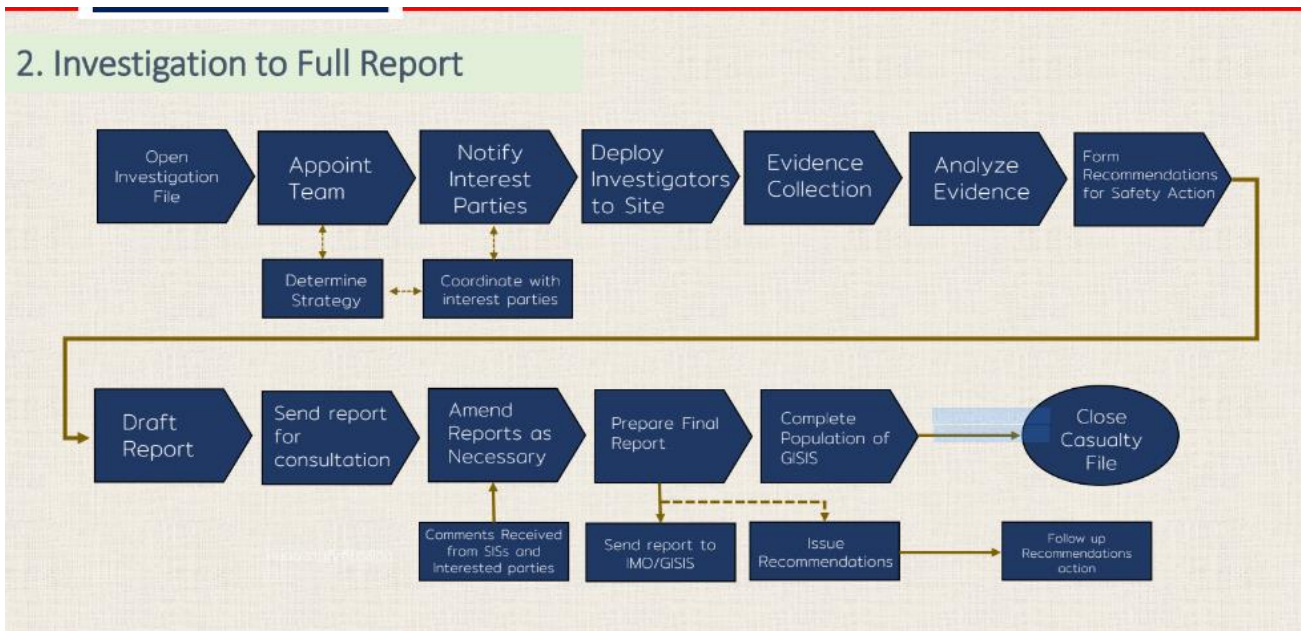 2. Investigation to Full Report
Open
Investigation
File
Appoint
Team
Notify
Interest
Parties
Deploy
Investigators
to Site
Evidence
Collection
Analyze
Evidence
Form
Recommendations
for Safety Action
Determine
Strategy
Coordinate with
interest parties
Draft
Report
Send report
for
consultation
Amend
Reports as
Necessary
Prepare Final
Report
Complete
Population of
GISIS
Close
Casualty
File
Comments Received
from SISs and
Interested parties
Send report to
IMO/GISIS
Issue
Recommendations
Follow up
Recommendations
action